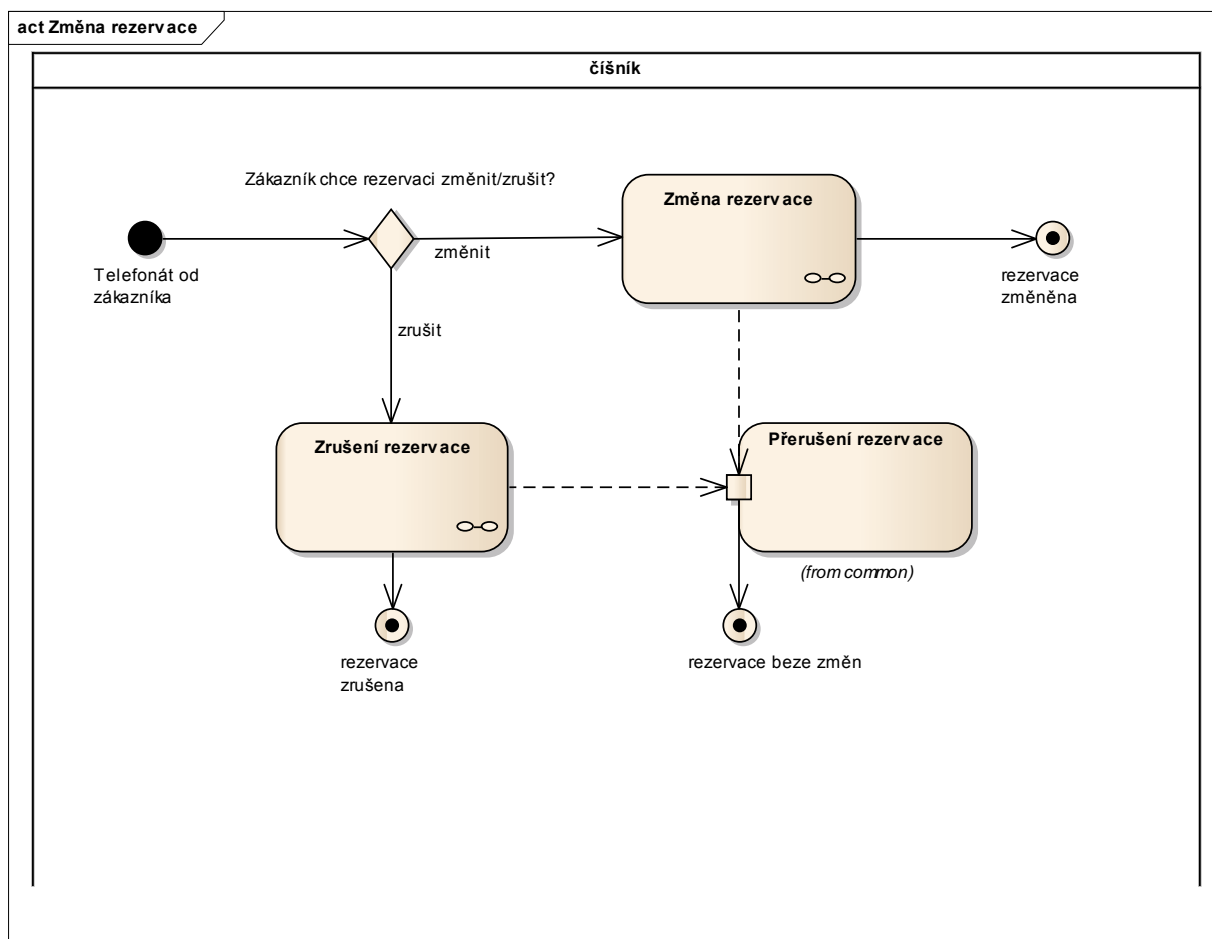 act Změna rezervace
číšník
Zákazník chce rezervaci změnit/zrušit?
Změna rezervace
změnit
Telefonát od
zákazníka
rezervace
změněna
zrušit
Zrušení rezervace
Přerušení rezervace
(from common)
rezervace
zrušena
rezervace beze změn